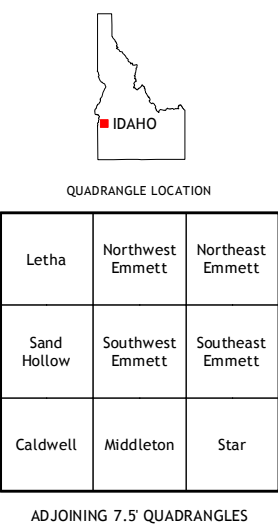 IDAHO
QUADRANGLE LOCATION
Letha
Northwest
Emmett
Northeast
Emmett
Sand
Hollow
Southwest
Emmett
Southeast
Emmett
Caldwell
Middleton
Star
ADJOINING 7.5' QUADRANGLES